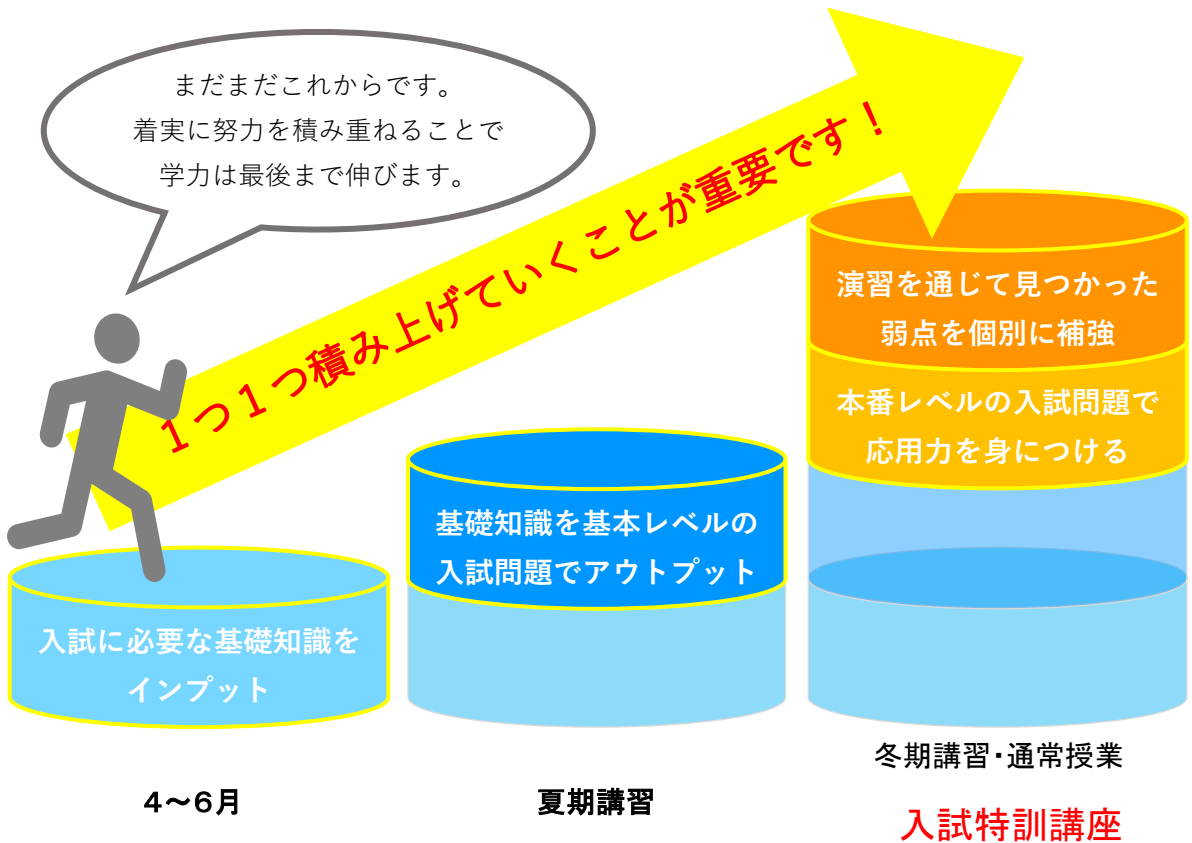 まだまだこれからです。
着実に努力を積み重ねることで
学力は最後まで伸びます。
１つ１つ積み上げていくことが重要です！
演習を通じて見つかった
弱点を個別に補強
本番レベルの入試問題で
応用力を身につける
基礎知識を基本レベルの
入試問題でアウトプット
入試に必要な基礎知識を
インプット
4～6月
夏期講習
冬期講習・通常授業
入試特訓講座